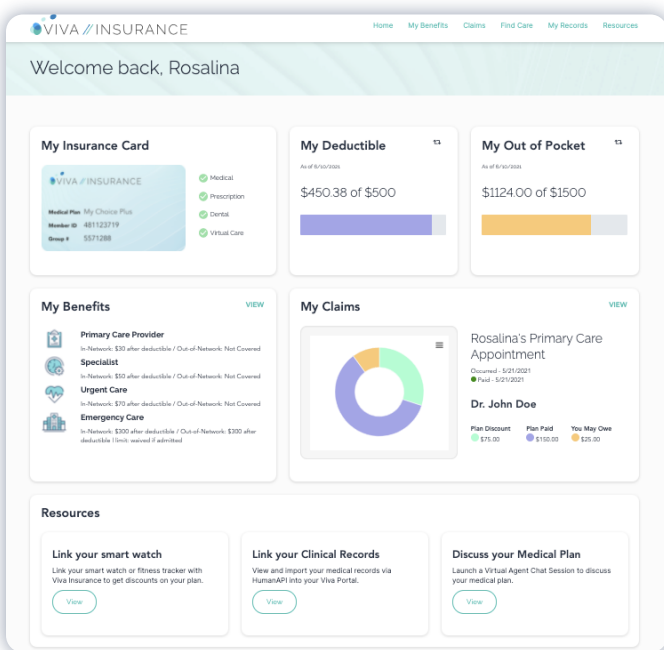 VIVA // INSURANCE
Home My Benefits Claims Find Care My Records Resources
Welcome back, Rosalina
My Insurance Card
VIVA // INSURANCE
Medical Plan My Choice Plus
Member ID 481123719
Group # 5571288
Medical
Prescription
Dental
Virtual Care
My Deductible
As of 6/10/2021
$450.38 of $500
My Out of Pocket
As of 6/10/2021
$1124.00 of $1500
My Benefits VIEW
Primary Care Provider
In-Network: $30 after deductible / Out-of-Network: Not Covered
Specialist
In-Network: $50 after deductible / Out-of-Network: Not Covered
Urgent Care
In-Network: $70 after deductible / Out-of-Network: Not Covered
Emergency Care
In-Network: $300 after deductible / Out-of-Network: $300 after
deductible | limit: waived if admitted
My Claims VIEW
Rosalina's Primary Care
Appointment
Occurred - 5/21/2021
Paid - 5/21/2021
Dr. John Doe
Plan Discount Plan Paid You May Owe
$75.00 $150.00 $25.00
Resources
Link your smart watch
Link your smart watch or fitness tracker with
Viva Insurance to get discounts on your plan.
View
Link your Clinical Records
View and import your medical records via
HumanAPI into your Viva Portal.
View
Discuss your Medical Plan
Launch a Virtual Agent Chat Session to discuss
your medical plan.
View